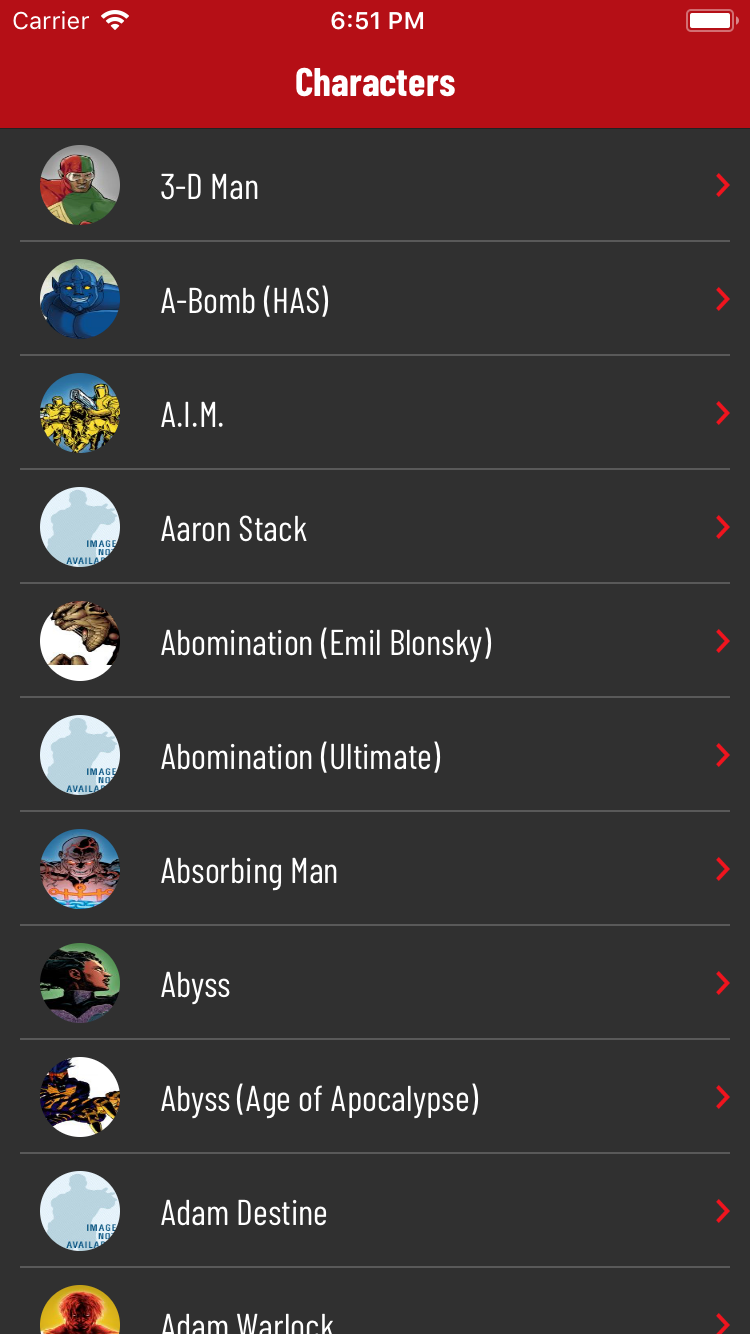 Carrier 6:51 PM
Characters
3-D Man
A-Bomb (HAS)
A.I.M.
Aaron Stack
IMAGE
NO
AVAILA
Abomination (Emil Blonsky)
Abomination (Ultimate)
IMAGE
NO
AVAILA
Absorbing Man
Abyss
Abyss (Age of Apocalypse)
Adam Destine
IMAGE
NO
AVAILA
Adam Warlock